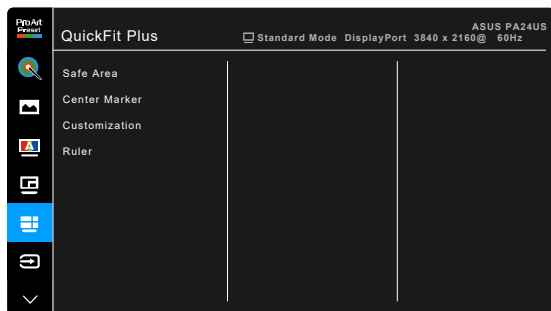 ProArt
Preset
QuickFit Plus
ASUS PA24US
Standard Mode DisplayPort 3840 x 2160@ 60Hz
Safe Area
Center Marker
Customization
Ruler
A